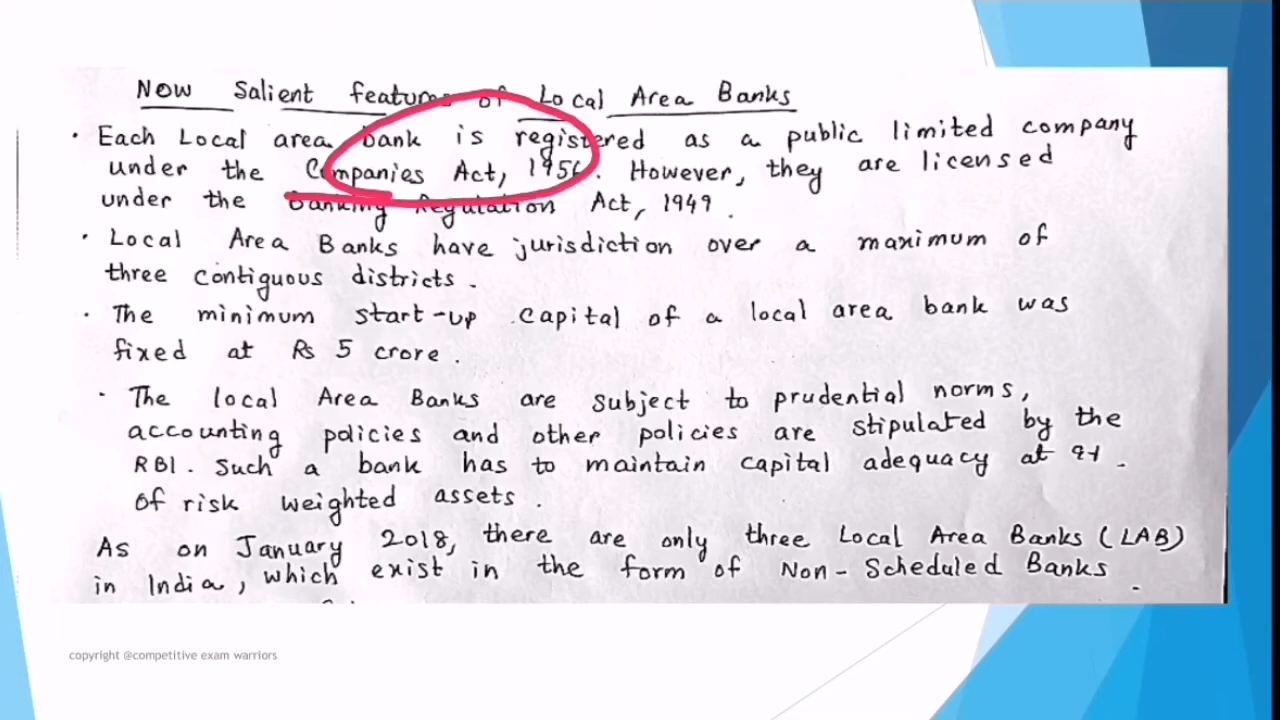 Now Salient features of Local Area Banks
• Each Local area bank is registered as a public limited company
under the Companies Act, 1956. However, they are licensed
under the Banking Regulation Act, 1949.
• Local Area Banks have jurisdiction over a maximum of
three contiguous districts.
• The minimum start-up capital of a local area bank was
fixed at Rs 5 crore.
• The local Area Banks are subject to prudential norms,
accounting policies and other policies are stipulated by the
RBI. Such a bank has to maintain capital adequacy at
of risk weighted assets.
As on January 2018, there are only three Local Area Banks (LAB)
in India, which exist in the form of Non-Scheduled Banks.
copyright @competitive exam warriors